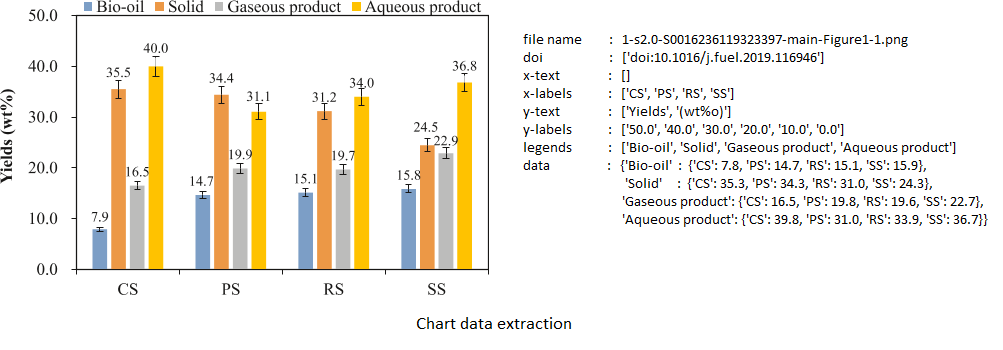 Bio-oil Solid Gaseous product Aqueous product
50.0
40.0
30.0
20.0
10.0
0.0
Yields (wt%)
7.9 35.5 16.5 40.0
14.7 34.4 19.9 31.1
15.1 31.2 19.7 34.0
15.8 24.5 22.9 36.8
CS PS RS SS
file name : 1-s2.0-S0016236119323397-main-Figure1-1.png
doi : ['doi:10.1016/j.fuel.2019.116946']
x-text : []
x-labels : ['CS', 'PS', 'RS', 'SS']
y-text : ['Yields', '(wt%o)']
y-labels : ['50.0', '40.0', '30.0', '20.0', '10.0', '0.0']
legends : ['Bio-oil', 'Solid', 'Gaseous product', 'Aqueous product']
data : {'Bio-oil' : {'CS': 7.8, 'PS': 14.7, 'RS': 15.1, 'SS': 15.9},
'Solid' : {'CS': 35.3, 'PS': 34.3, 'RS': 31.0, 'SS': 24.3},
'Gaseous product': {'CS': 16.5, 'PS': 19.8, 'RS': 19.6, 'SS': 22.7},
'Aqueous product': {'CS': 39.8, 'PS': 31.0, 'RS': 33.9, 'SS': 36.7}}
Chart data extraction